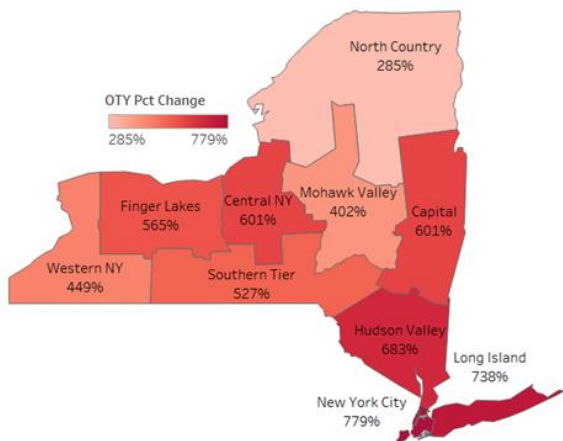 North Country
285%
OTY Pct Change
285%
779%
Finger Lakes
565%
Central NY
601%
Mohawk Valley
402%
Capital
601%
Western NY
449%
Southern Tier
527%
Hudson Valley
683%
Long Island
738%
New York City
779%